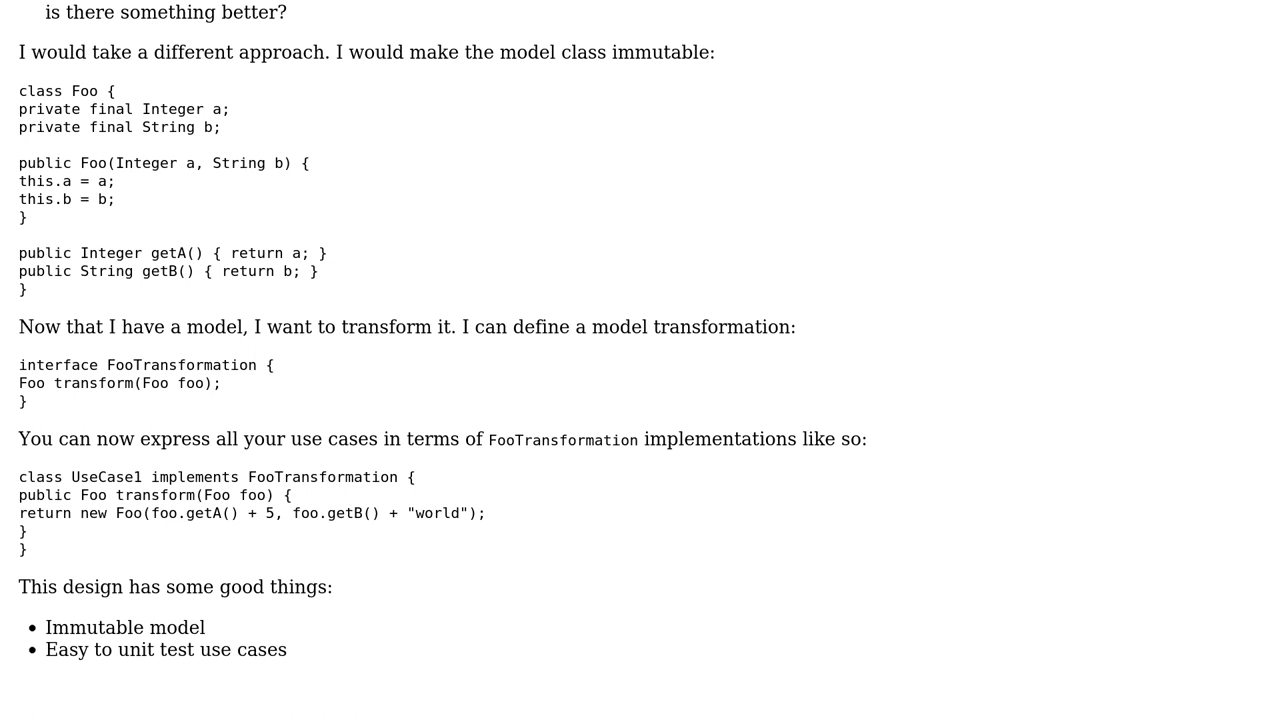 is there something better?
I would take a different approach. I would make the model class immutable:
class Foo {
private final Integer a;
private final String b;
public Foo(Integer a, String b) {
this.a = a;
this.b = b;
}
public Integer getA() { return a; }
public String getB() { return b; }
}
Now that I have a model, I want to transform it. I can define a model transformation:
interface FooTransformation {
Foo transform(Foo foo);
}
You can now express all your use cases in terms of FooTransformation implementations like so:
class UseCase1 implements FooTransformation {
public Foo transform(Foo foo) {
return new Foo(foo.getA() + 5, foo.getB() + "world");
}
}
This design has some good things:
• Immutable model
• Easy to unit test use cases